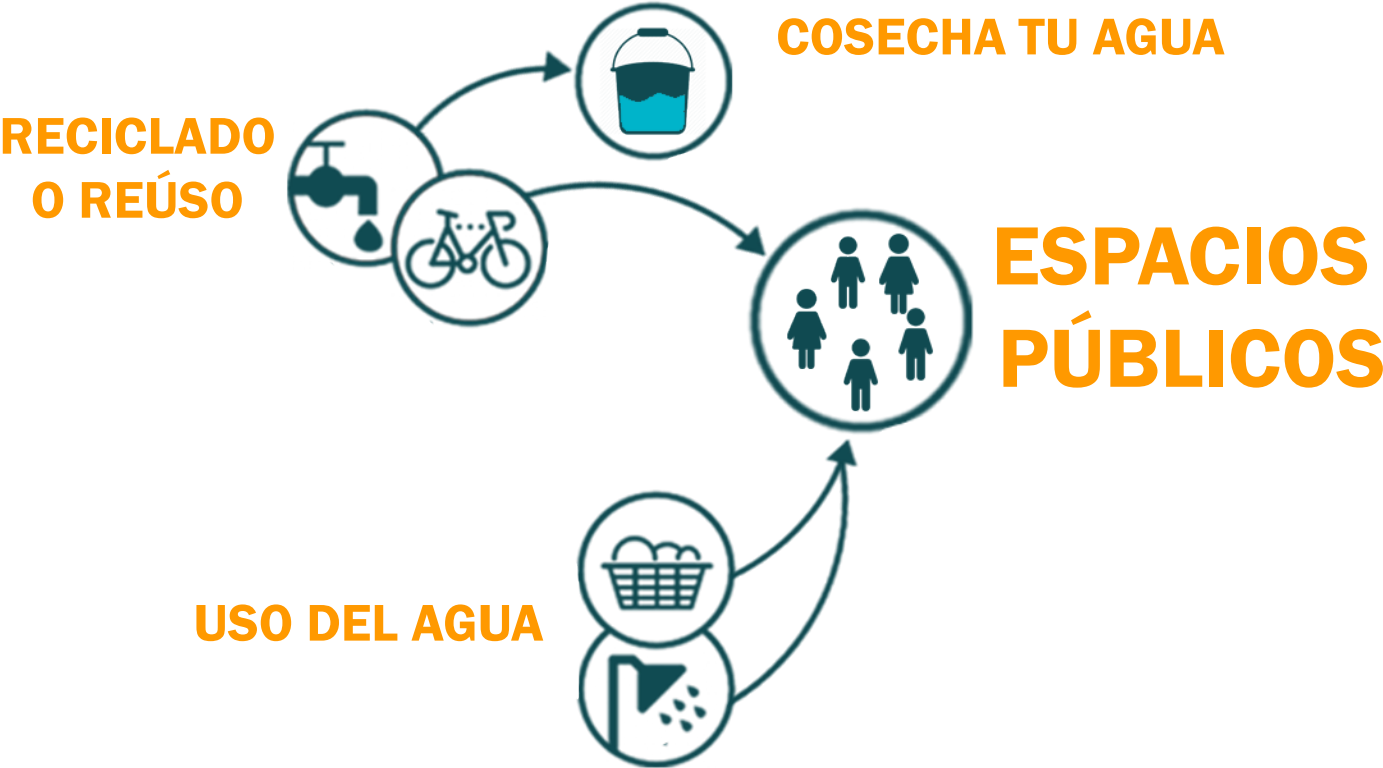 COSECHA TU AGUA
RECICLADO
O REÚSO
ESPACIOS
PÚBLICOS
USO DEL AGUA